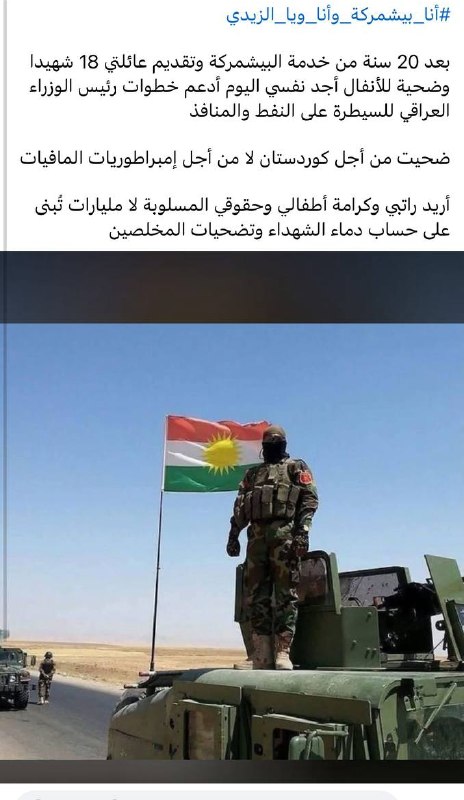 #أنا_بيشمركة_وأنا_ويا_الزيدي
بعد 20 سنة من خدمة البيشمركة وتقديم عائلتي 18 شهيدا
وضحية للأنفال أجد نفسي اليوم أدعم خطوات رئيس الوزراء
العراقي للسيطرة على النفط والمنافذ
ضحيت من أجل كوردستان لا من أجل إمبراطوريات المافيات
أريد راتبي وكرامة أطفالي وحقوقي المسلوبة لا مليارات تُبنى
على حساب دماء الشهداء وتضحيات المخلصين